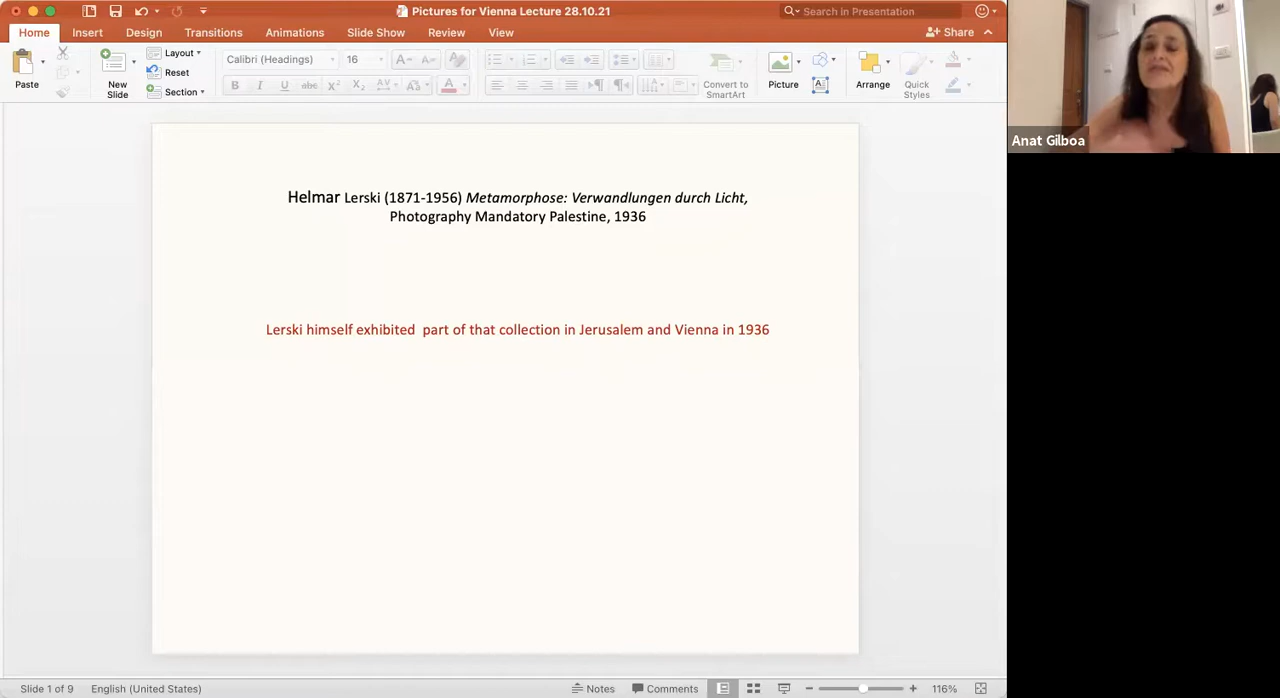 Pictures for Vienna Lecture 28.10.21
Search in Presentation
Home Insert Design Transitions Animations Slide Show Review View Share
Paste
New Slide
Layout
Reset
Section
Calibri (Headings) 16
Convert to SmartArt
Picture
Arrange
Quick Styles
Anat Gilboa
Helmar Lerski (1871-1956) Metamorphose: Verwandlungen durch Licht,
Photography Mandatory Palestine, 1936
Lerski himself exhibited part of that collection in Jerusalem and Vienna in 1936
Slide 1 of 9 English (United States) Notes Comments 116%